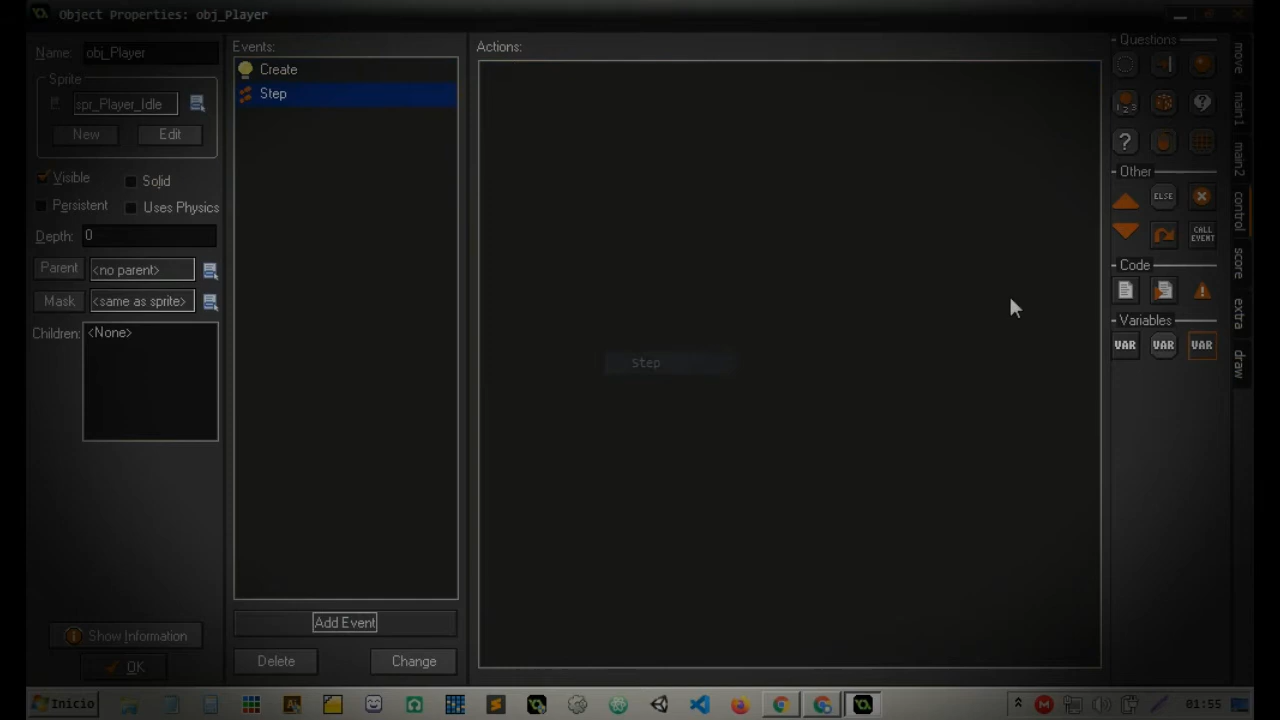 Object Properties: obj_Player
Name: obj_Player
Sprite
spr_Player_Idle
New Edit
Visible Solid
Persistent Uses Physics
Depth: 0
Parent <no parent>
Mask <same as sprite>
Children: <None>
Show Information
OK
Events:
Create
Step
Add Event
Delete Change
Actions:
Step
Questions
Other
ELSE
CALL EVENT
Code
Variables
VAR VAR VAR
move
main1
main2
control
score
extra
draw
Inicio
01:55